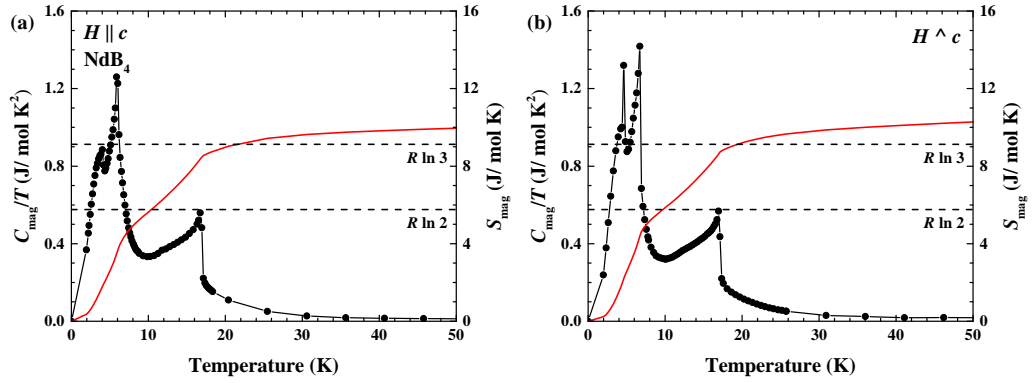 (a)
H || c
NdB4
1.6
1.2
0.8
0.4
0.0
16
12
8
4
0
R ln 3
R ln 2
0 10 20 30 40 50
Temperature (K)
Cmag/T (J/ mol K2)
Smag (J/ mol K)
(b)
H ^ c
1.6
1.2
0.8
0.4
0.0
16
12
8
4
0
R ln 3
R ln 2
0 10 20 30 40 50
Temperature (K)
Cmag/T (J/ mol K2)
Smag (J/ mol K)